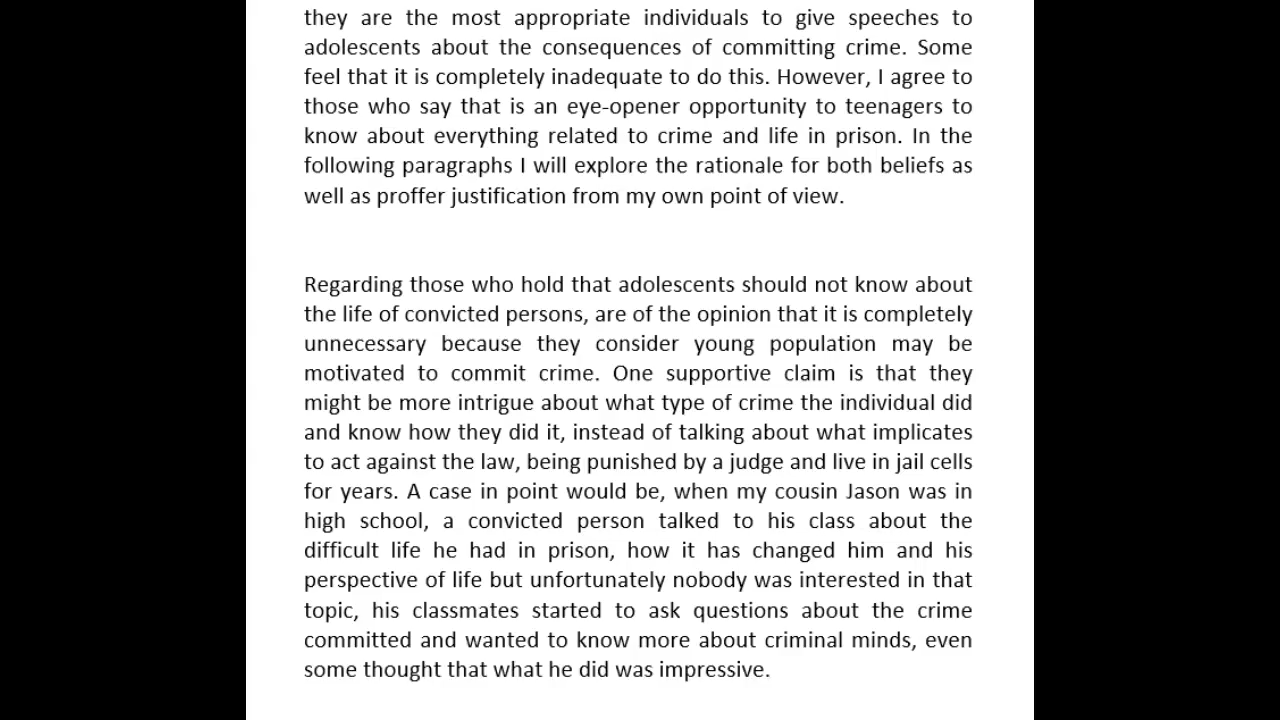 they are the most appropriate individuals to give speeches to
adolescents about the consequences of committing crime. Some
feel that it is completely inadequate to do this. However, I agree to
those who say that is an eye-opener opportunity to teenagers to
know about everything related to crime and life in prison. In the
following paragraphs I will explore the rationale for both beliefs as
well as proffer justification from my own point of view.
Regarding those who hold that adolescents should not know about
the life of convicted persons, are of the opinion that it is completely
unnecessary because they consider young population may be
motivated to commit crime. One supportive claim is that they
might be more intrigue about what type of crime the individual did
and know how they did it, instead of talking about what implicates
to act against the law, being punished by a judge and live in jail cells
for years. A case in point would be, when my cousin Jason was in
high school, a convicted person talked to his class about the
difficult life he had in prison, how it has changed him and his
perspective of life but unfortunately nobody was interested in that
topic, his classmates started to ask questions about the crime
committed and wanted to know more about criminal minds, even
some thought that what he did was impressive.